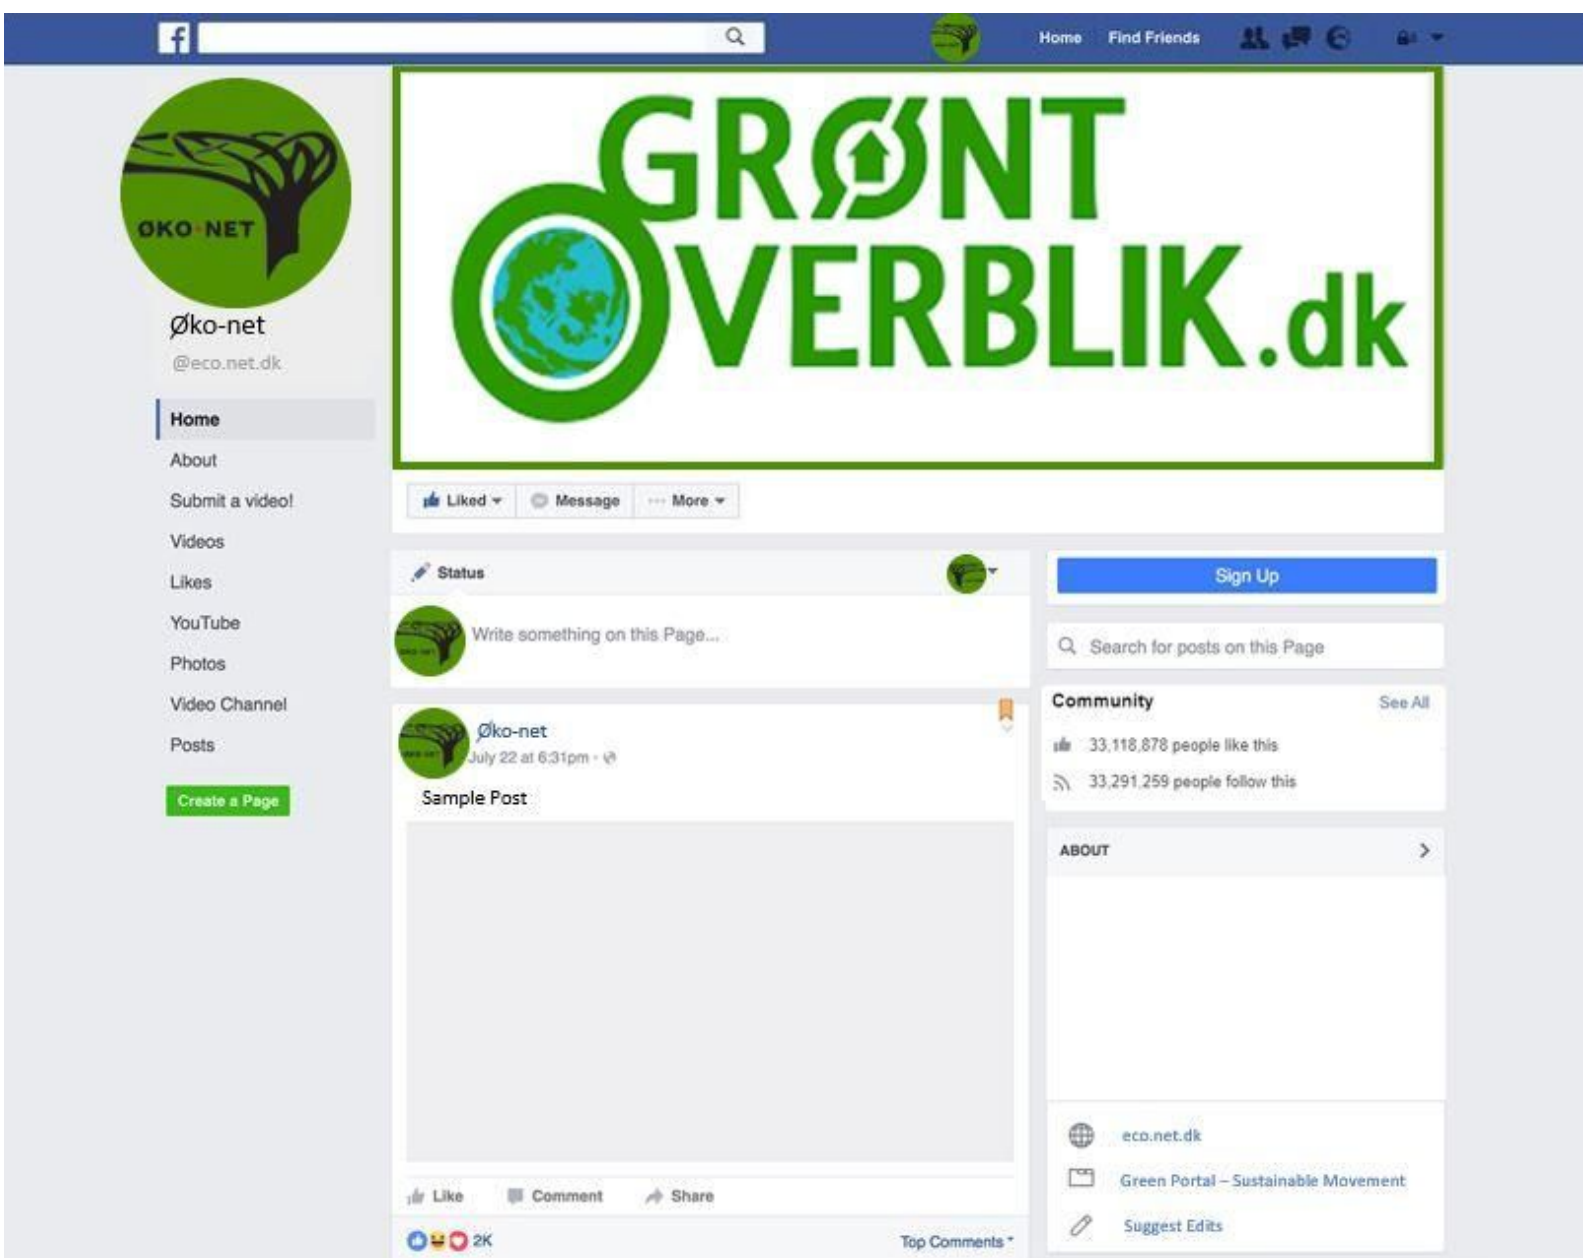 f
Home Find Friends
ØKO-NET
Øko-net
@eco.net.dk
Home
About
Submit a video!
Videos
Likes
YouTube
Photos
Video Channel
Posts
Create a Page
GRØNT
OVERBLIK.dk
Liked Message ... More
Status
Write something on this Page...
Øko-net
July 22 at 6:31pm
Sample Post
Like Comment Share
2K Top Comments
Sign Up
Search for posts on this Page
Community See All
33,118,878 people like this
33,291,259 people follow this
ABOUT
eco.net.dk
Green Portal – Sustainable Movement
Suggest Edits